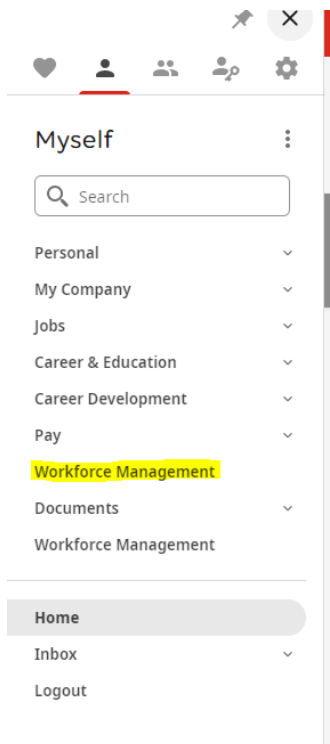 Myself
Search
Personal
My Company
Jobs
Career & Education
Career Development
Pay
Workforce Management
Documents
Workforce Management
Home
Inbox
Logout